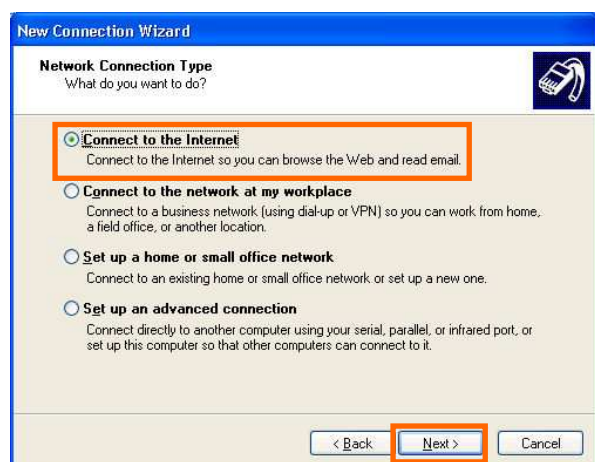 New Connection Wizard
Network Connection Type
What do you want to do?
Connect to the Internet
Connect to the Internet so you can browse the Web and read email.
Connect to the network at my workplace
Connect to a business network (using dial-up or VPN) so you can work from home,
a field office, or another location.
Set up a home or small office network
Connect to an existing home or small office network or set up a new one.
Set up an advanced connection
Connect directly to another computer using your serial, parallel, or infrared port, or
set up this computer so that other computers can connect to it.
< Back Next > Cancel